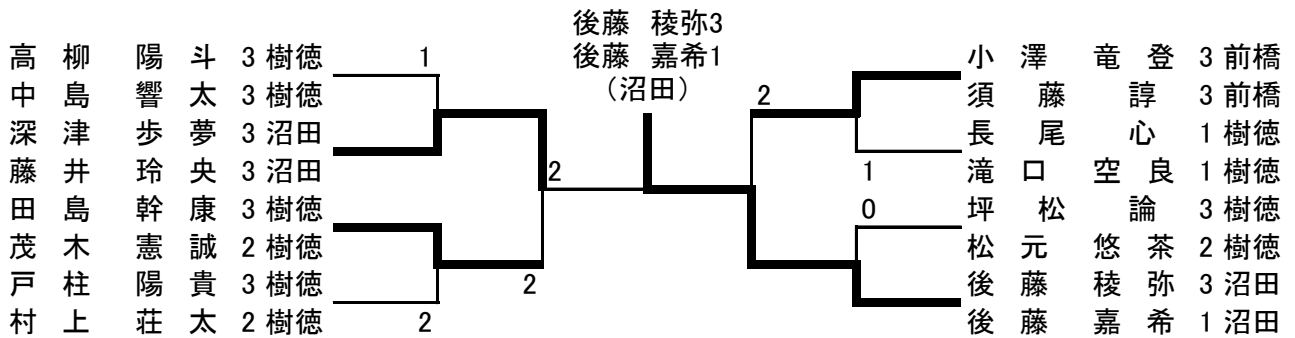 後藤 稜弥3
後藤 嘉希1
（沼田）
高柳 陽斗 3 樹徳
中島 響太 3 樹徳
深津 歩夢 3 沼田
藤井 玲央 3 沼田
田島 幹康 3 樹徳
茂木 憲誠 2 樹徳
戸柱 陽貴 3 樹徳
村上 荘太 2 樹徳
1
2
2
2
2
1
0
小澤 竜登 3 前橋
須藤 諄 3 前橋
長尾 心 1 樹徳
滝口 空良 1 樹徳
坪松 論 3 樹徳
松元 悠茶 2 樹徳
後藤 稜弥 3 沼田
後藤 嘉希 1 沼田